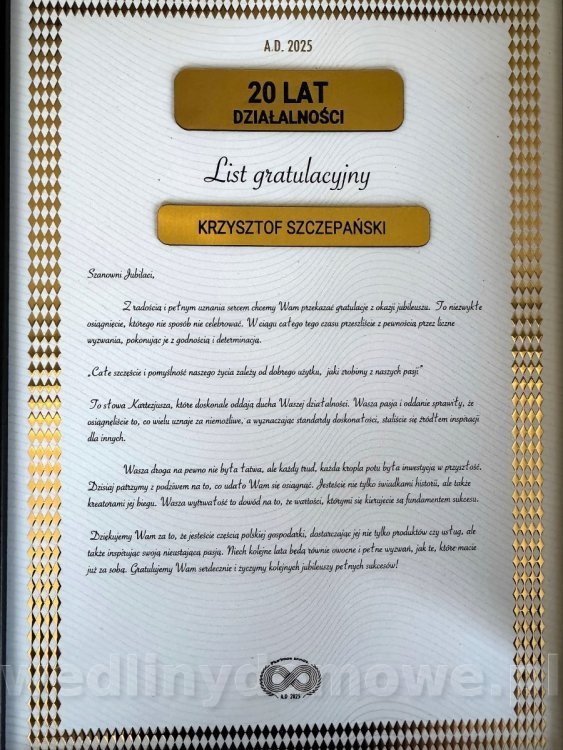 A.D. 2025
20 LAT
DZIAŁALNOŚCI
List gratulacyjny
KRZYSZTOF SZCZEPAŃSKI
Szanowni Jubilaci,
Z radością i pełnym uznania sercem chcemy Wam przekazać gratulacje z okazji jubileuszu. To niezwykłe
osiągnięcie, którego nie sposób nie celebrować. W ciągu całego tego czasu przeszliście z pewnością przez liczne
wyzwania, pokonując je z godnością i determinacja.
„Całe szczęście i pomyślność naszego życia zależy od dobrego użytku, jaki zrobimy z naszych pasji"
To słowa Kartezjusza, które doskonale oddają ducha Waszej działalności. Wasza pasja i oddanie sprawiły, że
osiągnęliście to, co wielu uznaje za niemożliwe, a wyznaczając standardy doskonałości, staliście się źródłem inspiracji
dla innych.
Wasza droga na pewno nie była łatwa, ale każdy trud, każda kropla potu była inwestycją w przyszłość.
Dzisiaj patrzymy z podziwem na to, co udało Wam się osiągnąć. Jesteście nie tylko świadkami historii, ale także
kreatorami jej biegu. Wasza wytrwałość to dowód na to, że wartości, którymi się kierujecie są fundamentem sukcesu.
Dziękujemy Wam za to, że jesteście częścią polskiej gospodarki, dostarczając jej nie tylko produktów czy usług, ale
także inspirując swoją nieustającą pasją. Niech kolejne lata będą równie owocne i pełne wyzwań, jak te, które macie
już za sobą. Gratulujemy Wam serdecznie i życzymy kolejnych jubileuszy pełnych sukcesów!
A.D 2025
wedlinydomowe.pl